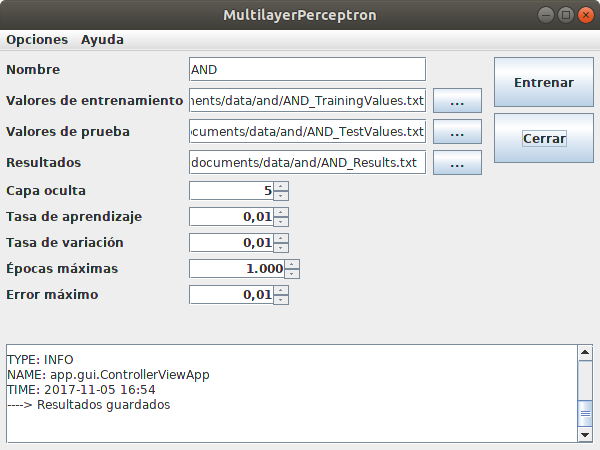 MultilayerPerceptron
Opciones Ayuda
Nombre AND Entrenar
Valores de entrenamiento nents/data/and/AND_TrainingValues.txt ...
Valores de prueba ocuments/data/and/AND_TestValues.txt ... Cerrar
Resultados documents/data/and/AND_Results.txt ...
Capa oculta 5
Tasa de aprendizaje 0,01
Tasa de variación 0,01
Épocas máximas 1.000
Error máximo 0,01
TYPE: INFO
NAME: app.gui.ControllerViewApp
TIME: 2017-11-05 16:54
----> Resultados guardados